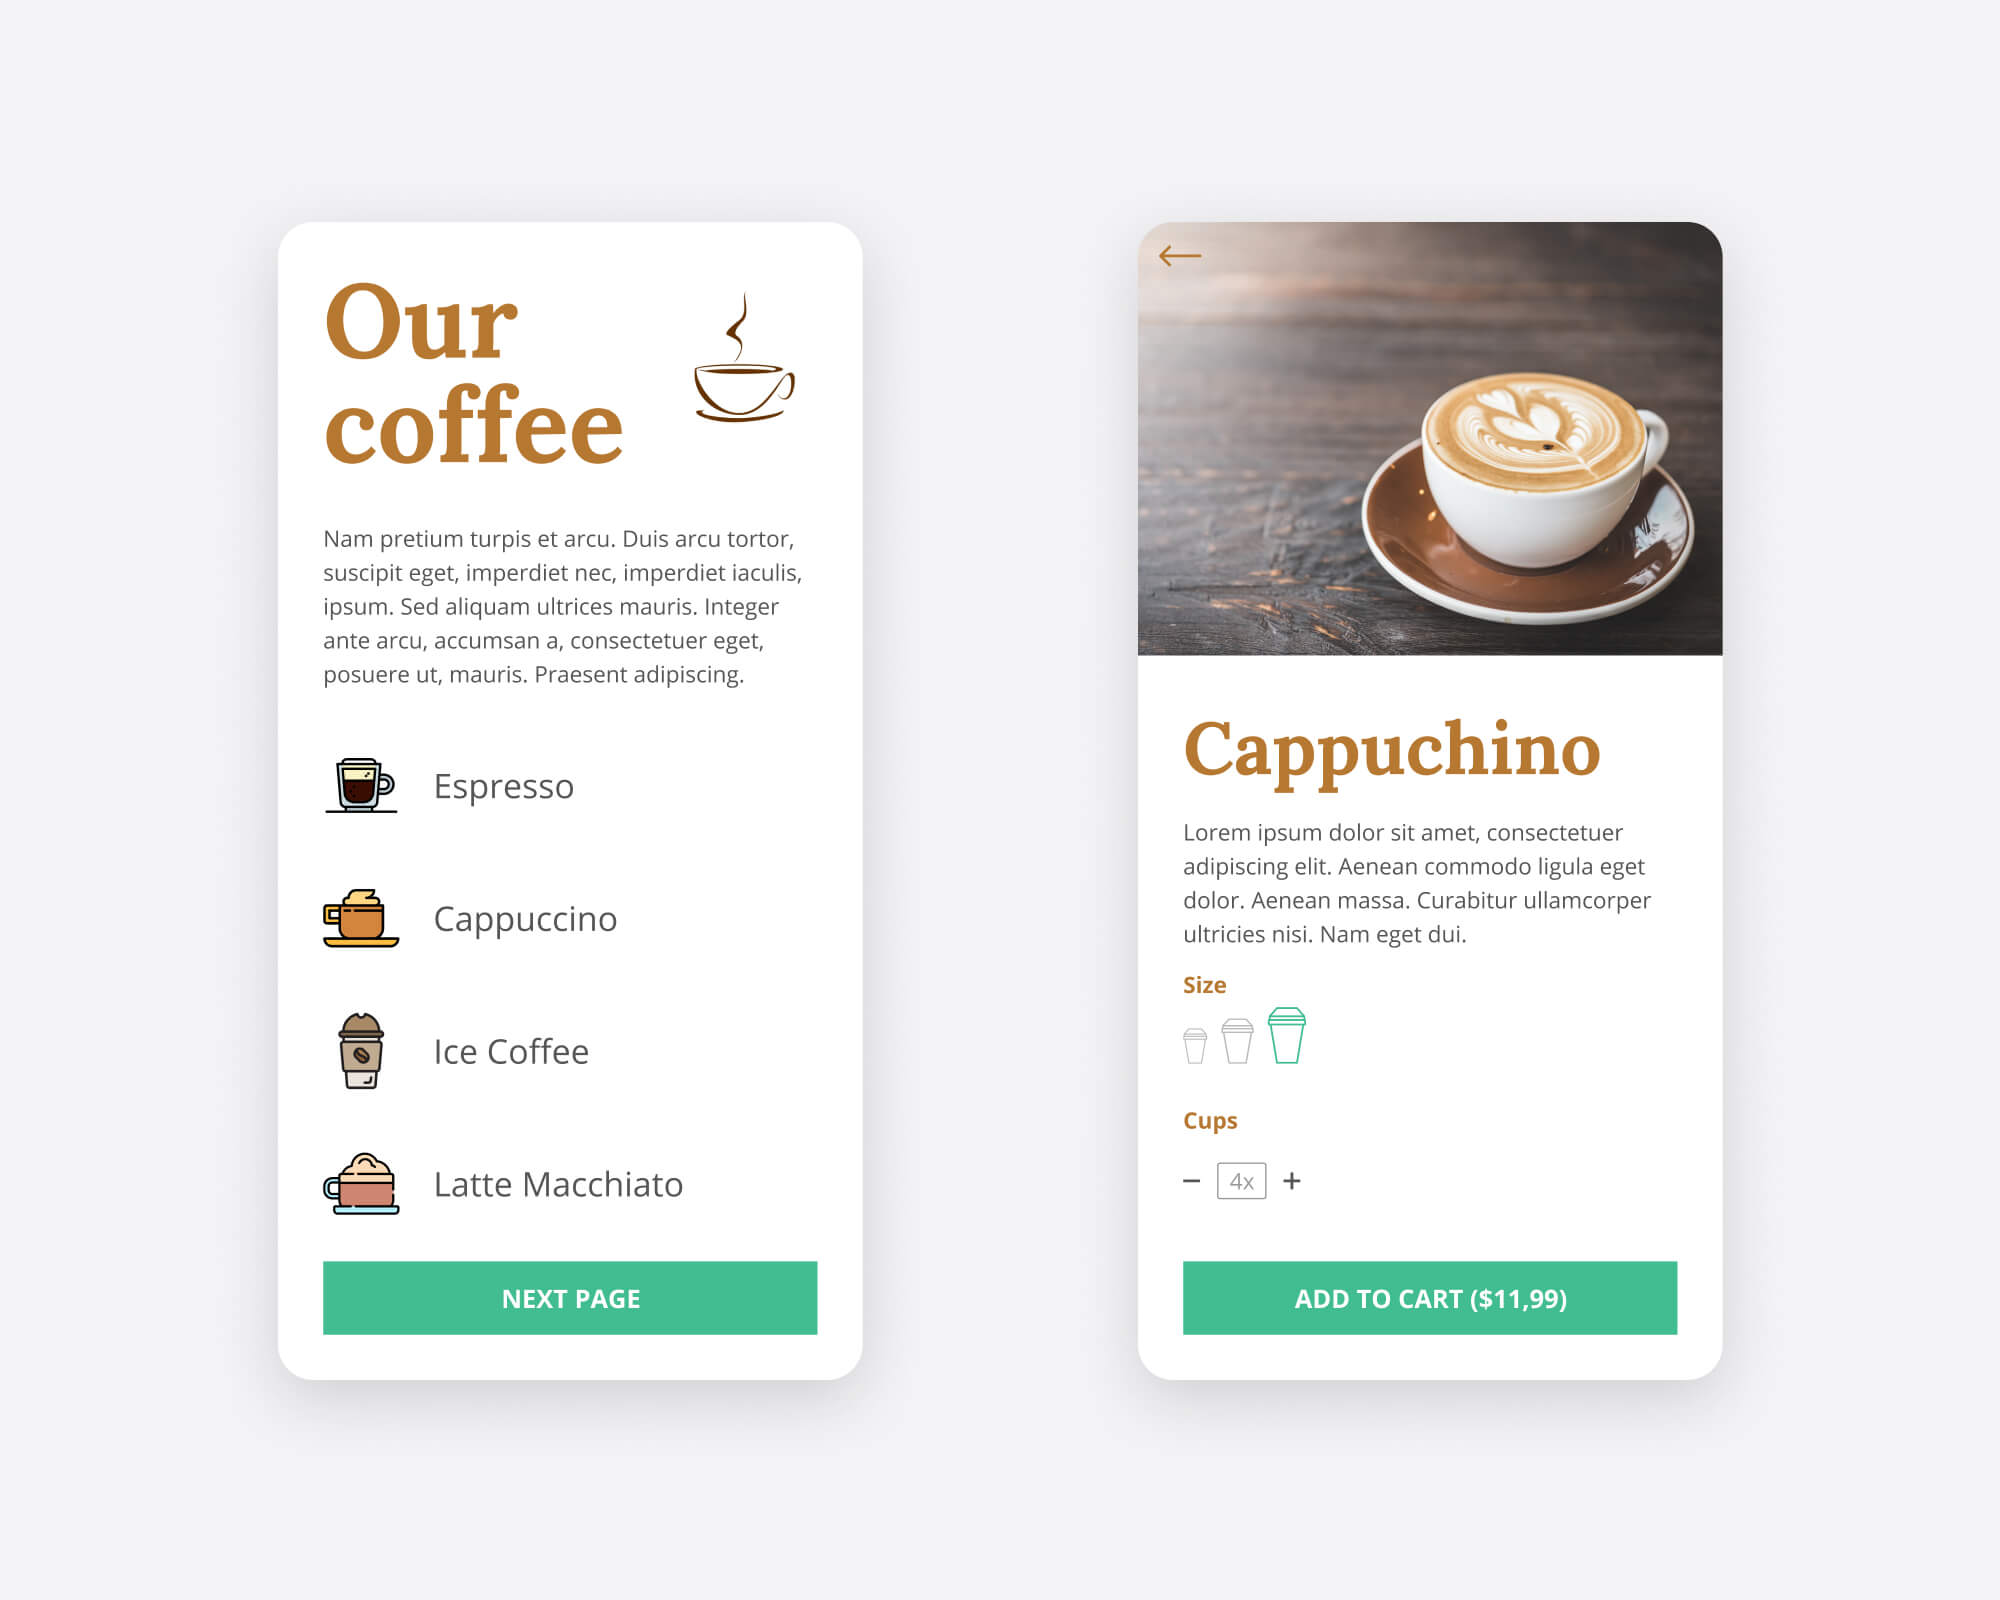 Our
coffee
Nam pretium turpis et arcu. Duis arcu tortor,
suscipit eget, imperdiet nec, imperdiet iaculis,
ipsum. Sed aliquam ultrices mauris. Integer
ante arcu, accumsan a, consectetuer eget,
posuere ut, mauris. Praesent adipiscing.
Espresso
Cappuccino
Ice Coffee
Latte Macchiato
NEXT PAGE
Cappuchino
Lorem ipsum dolor sit amet, consectetuer
adipiscing elit. Aenean commodo ligula eget
dolor. Aenean massa. Curabitur ullamcorper
ultricies nisi. Nam eget dui.
Size
Cups
− 4x +
ADD TO CART ($11,99)